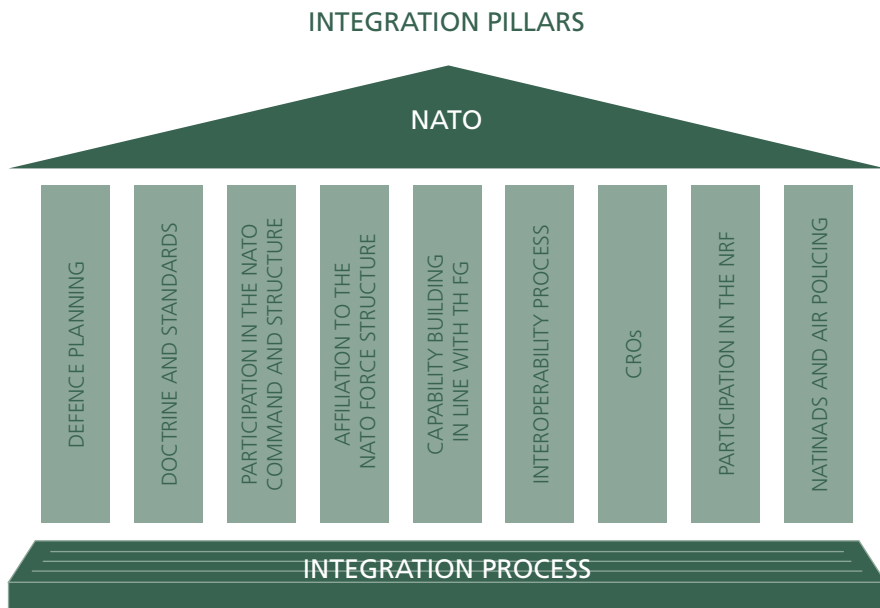 INTEGRATION PILLARS
NATO
DEFENCE PLANNING
DOCTRINE AND STANDARDS
PARTICIPATION IN THE NATO
COMMAND AND STRUCTURE
AFFILIATION TO THE
NATO FORCE STRUCTURE
CAPABILITY BUILDING
IN LINE WITH TH FG
INTEROPERABILITY PROCESS
CROs
PARTICIPATION IN THE NRF
NATINADS AND AIR POLICING
INTEGRATION PROCESS